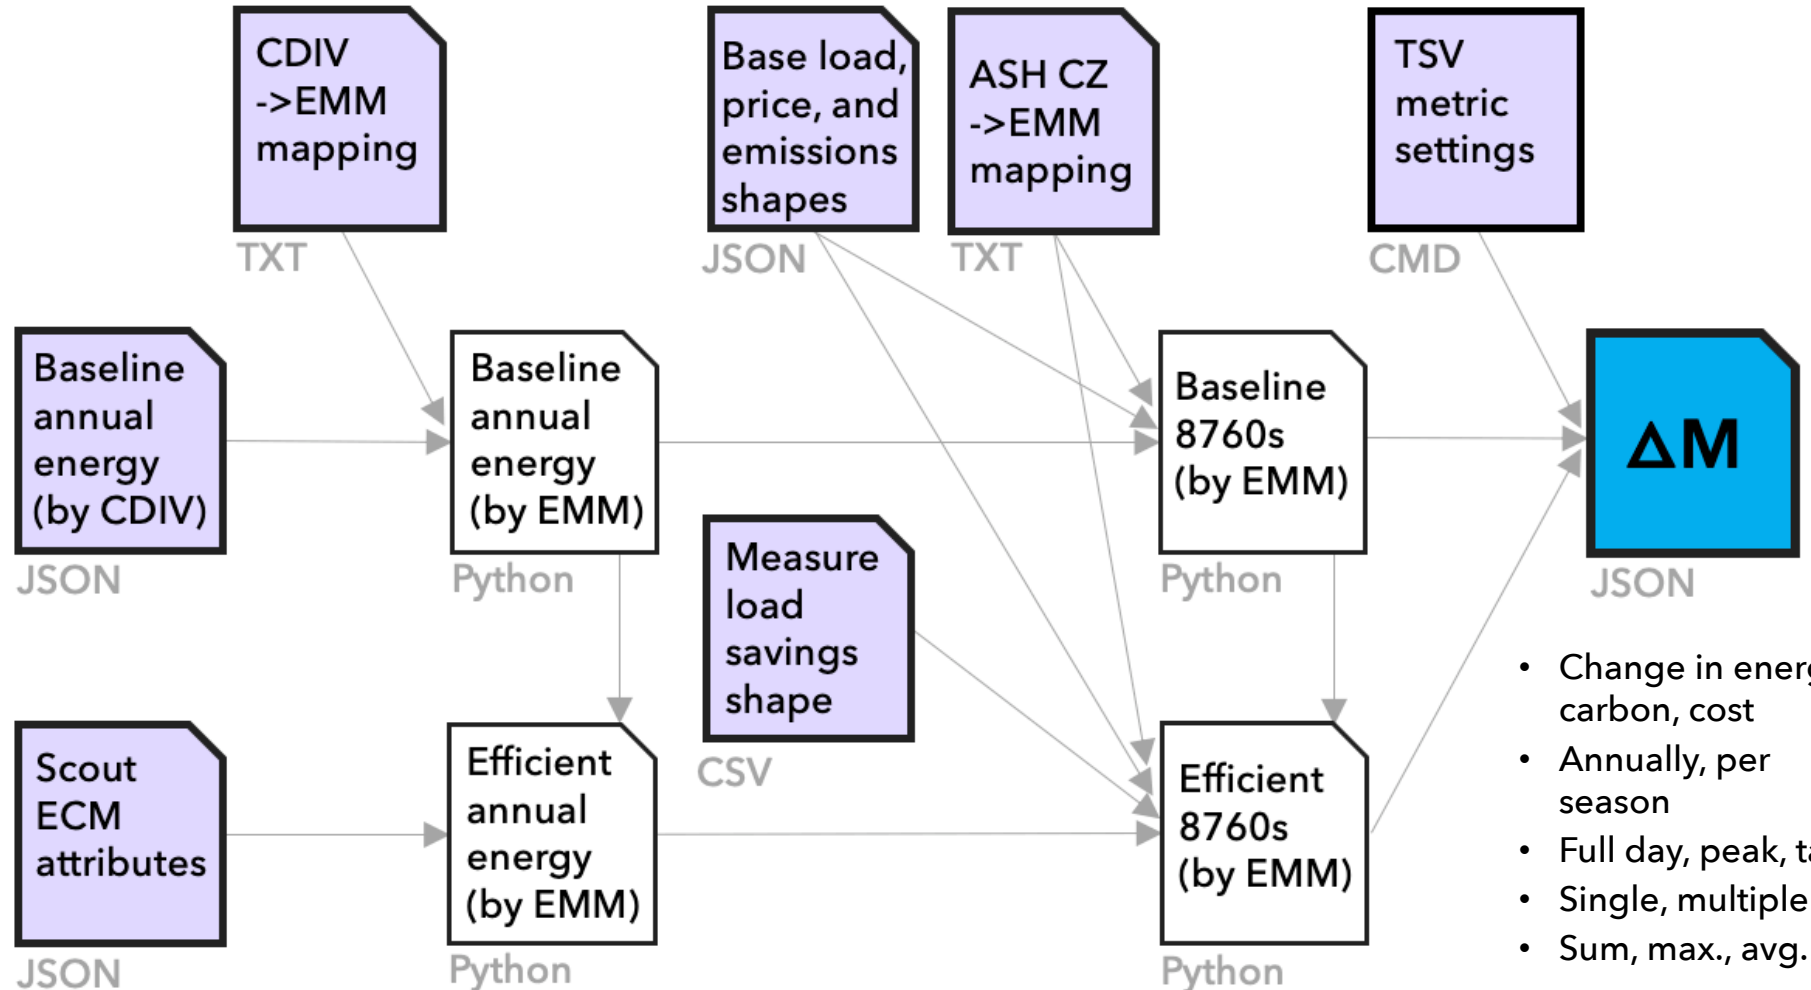 CDIV
->EMM
mapping
TXT
Base load,
price, and
emissions
shapes
JSON
ASH CZ
->EMM
mapping
TXT
TSV
metric
settings
CMD
Baseline
annual
energy
(by CDIV)
JSON
Baseline
annual
energy
(by EMM)
Python
Baseline
8760s
(by EMM)
Python
ΔM
JSON
Measure
load
savings
shape
CSV
Scout
ECM
attributes
JSON
Efficient
annual
energy
(by EMM)
Python
Efficient
8760s
(by EMM)
Python
• Change in
carbon, cost
• Annually, per
season
• Full day, peak,
• Single, multiple
• Sum, max., avg.